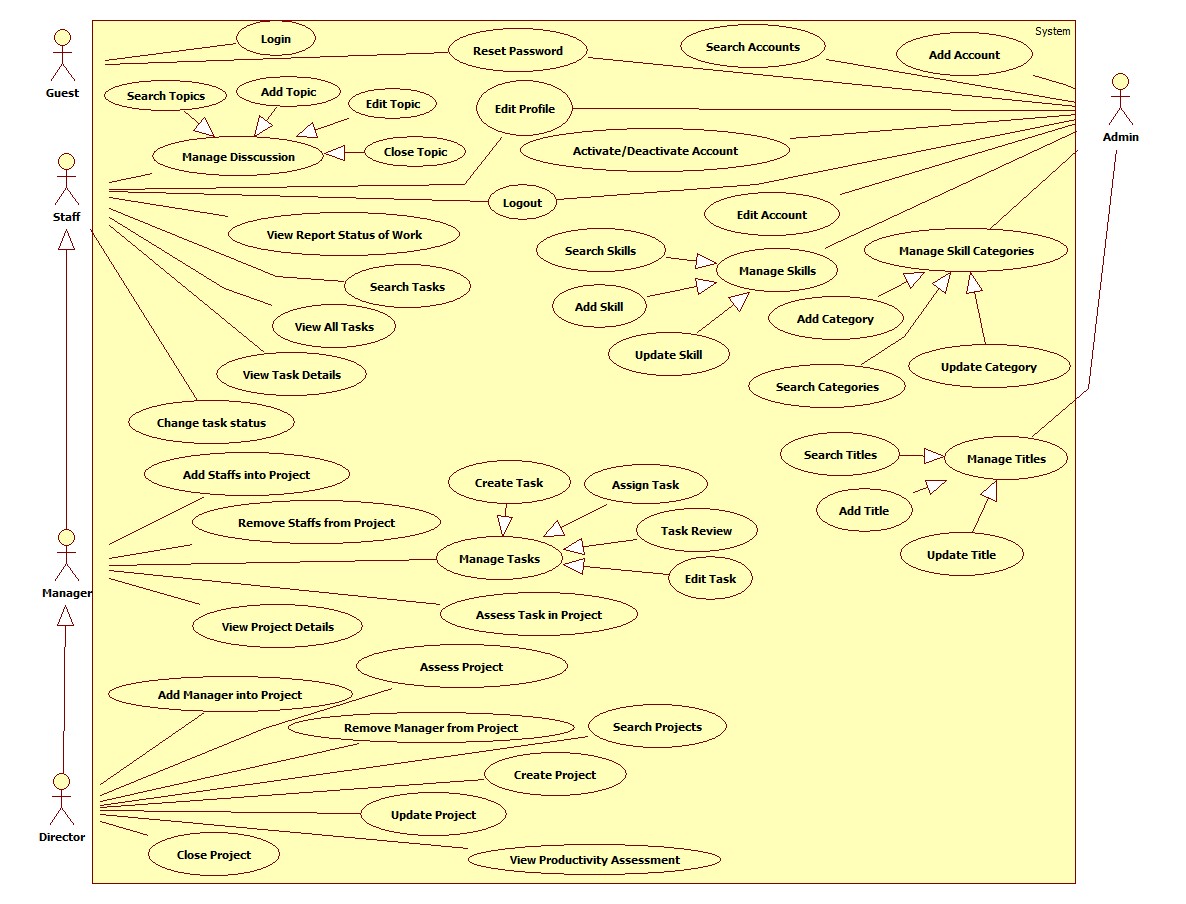 System
Login
Reset Password
Search Accounts
Add Account
Guest
Search Topics
Add Topic
Edit Topic
Edit Profile
Admin
Manage Disscussion
Close Topic
Activate/Deactivate Account
Staff
Logout
Edit Account
View Report Status of Work
Search Skills
Manage Skill Categories
Manage Skills
Search Tasks
Add Skill
Add Category
View All Tasks
Update Skill
Update Category
View Task Details
Search Categories
Change task status
Search Titles
Manage Titles
Add Staffs into Project
Create Task
Assign Task
Add Title
Remove Staffs from Project
Task Review
Manage Tasks
Update Title
Edit Task
Manager
Assess Task in Project
View Project Details
Assess Project
Add Manager into Project
Remove Manager from Project
Search Projects
Create Project
Update Project
Director
Close Project
View Productivity Assessment